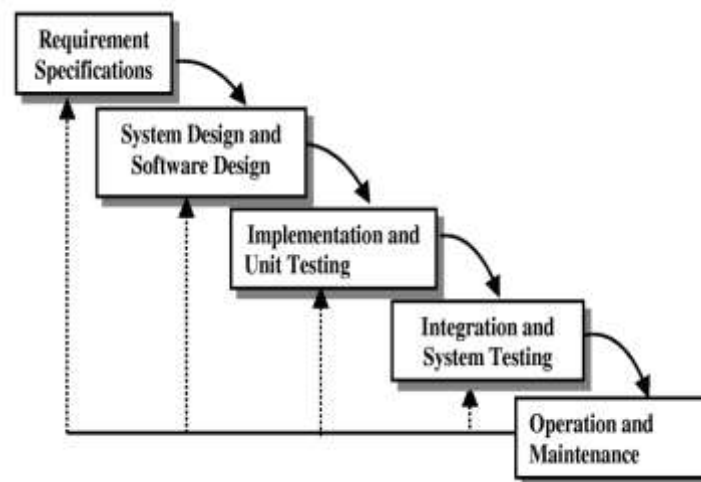 Requirement
Specifications
System Design and
Software Design
Implementation and
Unit Testing
Integration and
System Testing
Operation and
Maintenance